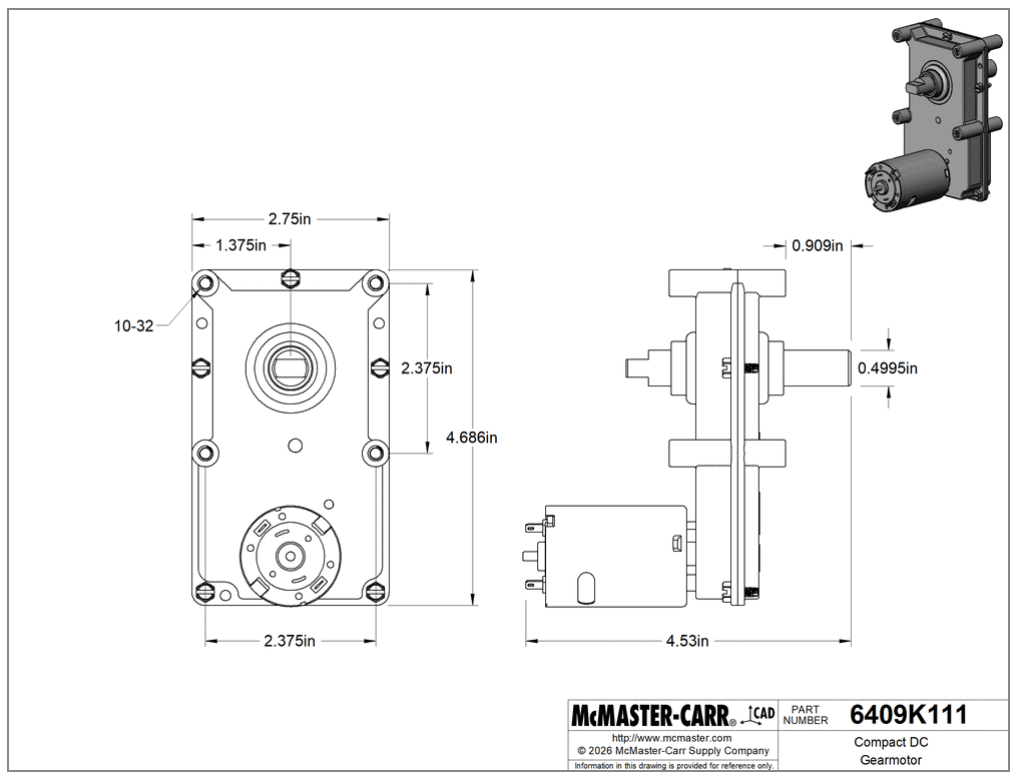 2.75in
1.375in
0.909in
10-32
2.375in
0.4995in
4.686in
2.375in
4.53in
McMASTER-CARR® CAD
http://www.mcmaster.com
© 2026 McMaster-Carr Supply Company
Information in this drawing is provided for reference only.
PART
NUMBER
6409K111
Compact DC
Gearmotor